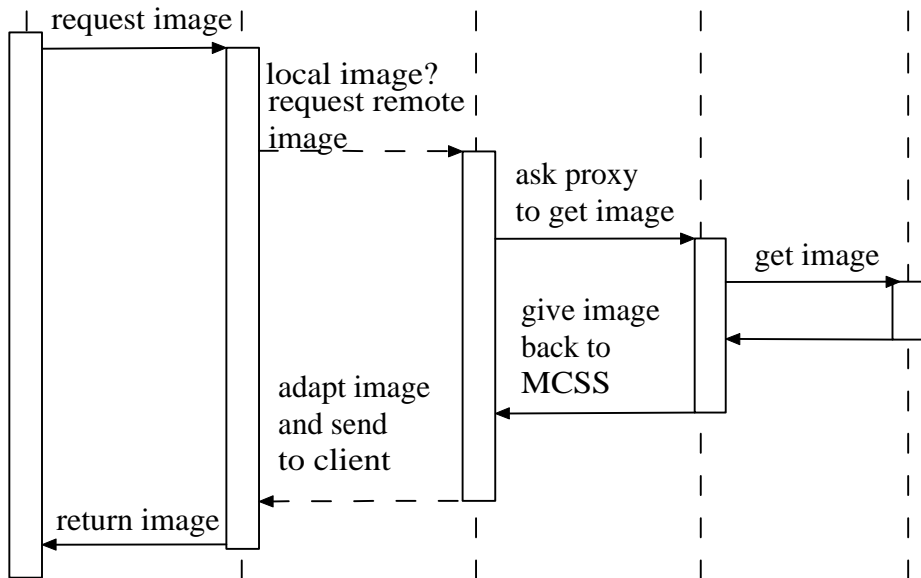 request image
local image?
request remote
image
ask proxy
to get image
get image
give image
back to
MCSS
adapt image
and send
to client
return image